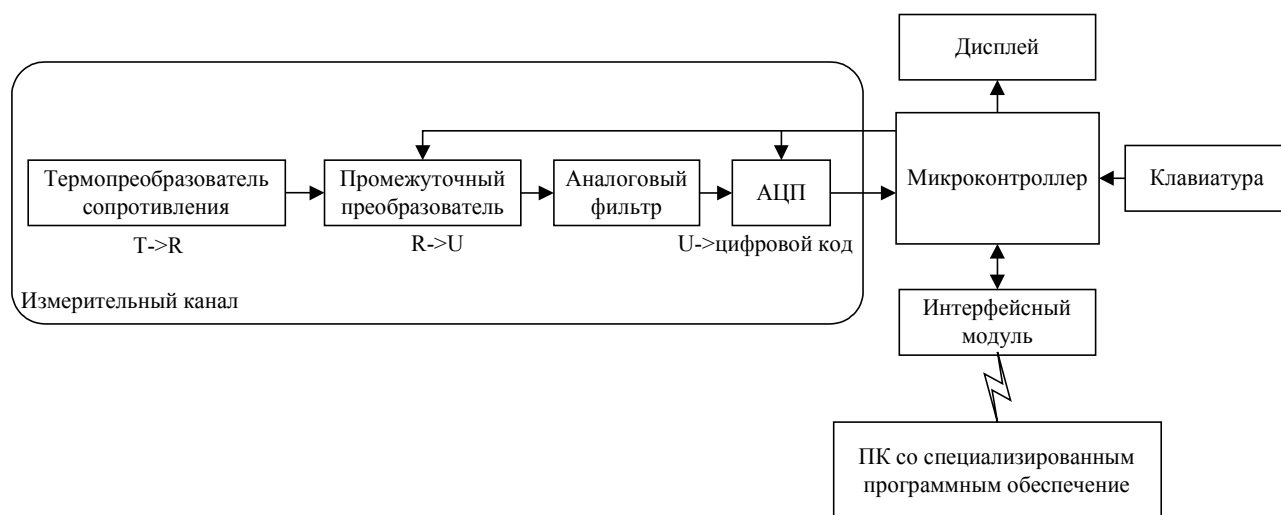 Дисплей
Термопреобразователь
сопротивления
Промежуточный
преобразователь
Аналоговый
фильтр
АЦП
Микроконтроллер
Клавиатура
T->R
R->U
U->цифровой код
Измерительный канал
Интерфейсный
модуль
ПК со специализированным
программным обеспечение